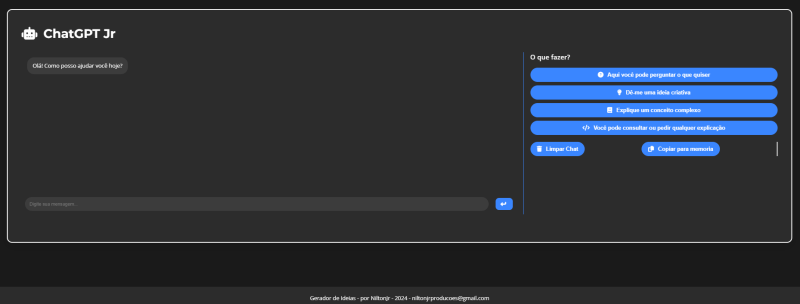 ChatGPT Jr
Olá! Como posso ajudar você hoje?
Digite sua mensagem...
O que fazer?
Aqui você pode perguntar o que quiser
Dê-me uma ideia criativa
Explique um conceito complexo
Você pode consultar ou pedir qualquer explicação
Limpar Chat
Copiar para memoria
Gerador de Ideias - por Niltonjr - 2024 - niltonjrproducoes@gmail.com